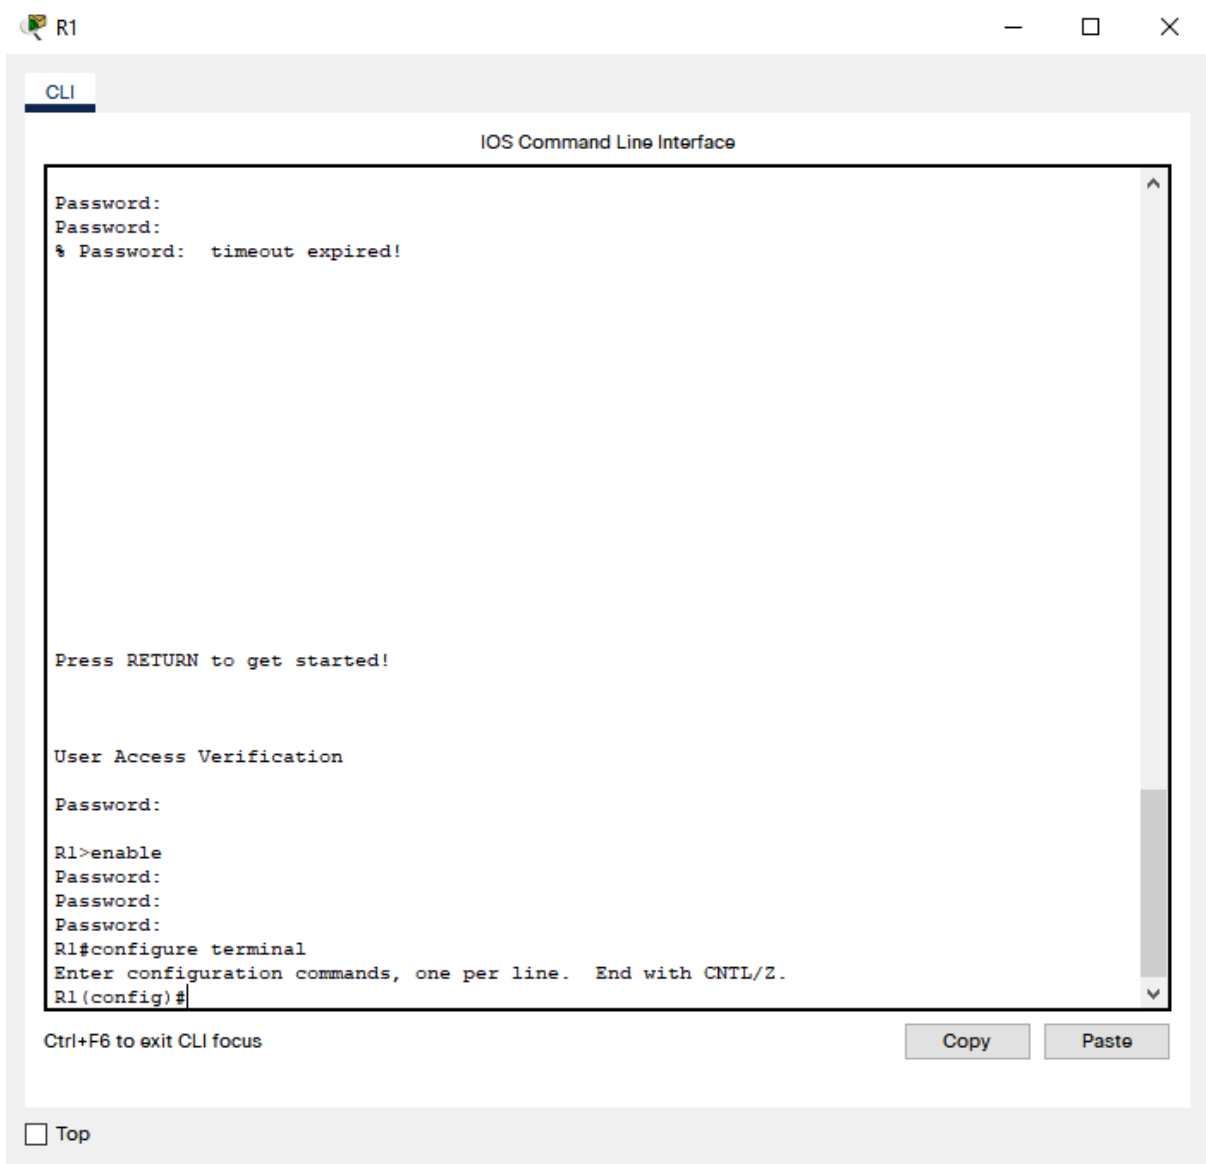 R1
CLI
IOS Command Line Interface
Password:
Password:
% Password:  timeout expired!
Press RETURN to get started!
User Access Verification
Password:
R1>enable
Password:
Password:
Password:
R1#configure terminal
Enter configuration commands, one per line.  End with CNTL/Z.
R1(config)#
Ctrl+F6 to exit CLI focus
Copy
Paste
Top